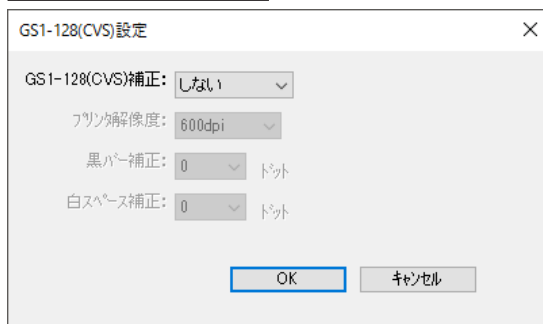 GS1-128(CVS)設定
GS1-128(CVS)補正: しない
ﾌﾟﾘﾝﾀ解像度: 600dpi
黒ﾊﾞｰ補正: 0 ﾄﾞｯﾄ
白ｽﾍﾟｰｽ補正: 0 ﾄﾞｯﾄ
OK ｷｬﾝｾﾙ